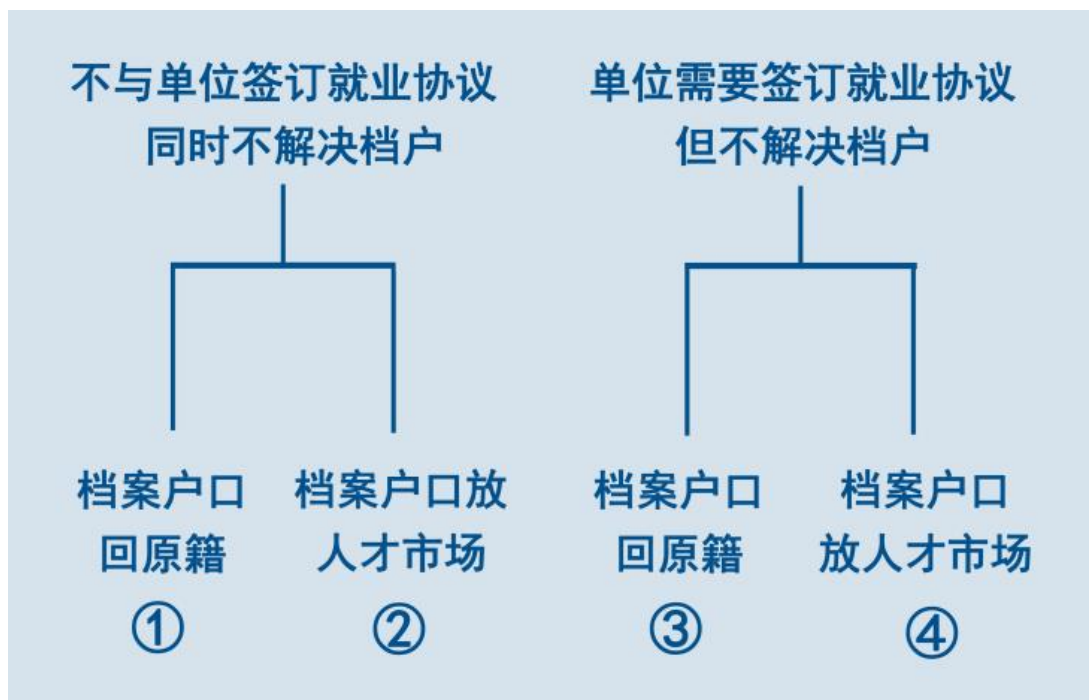 不与单位签订就业协议
同时不解决档户
单位需要签订就业协议
但不解决档户
档案户口
回原籍
①
档案户口放
人才市场
②
档案户口
回原籍
③
档案户口
放人才市场
④